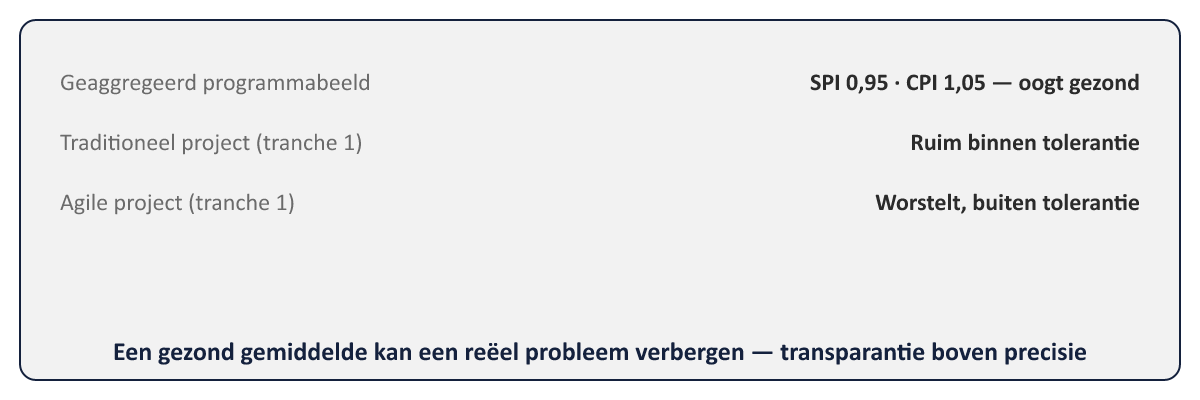 Geaggregeerd programmabeeld
SPI 0,95 · CPI 1,05 — oogt gezond
Traditioneel project (tranche 1)
Ruim binnen tolerantie
Agile project (tranche 1)
Worstelt, buiten tolerantie
Een gezond gemiddelde kan een reëel probleem verbergen — transparantie boven precisie